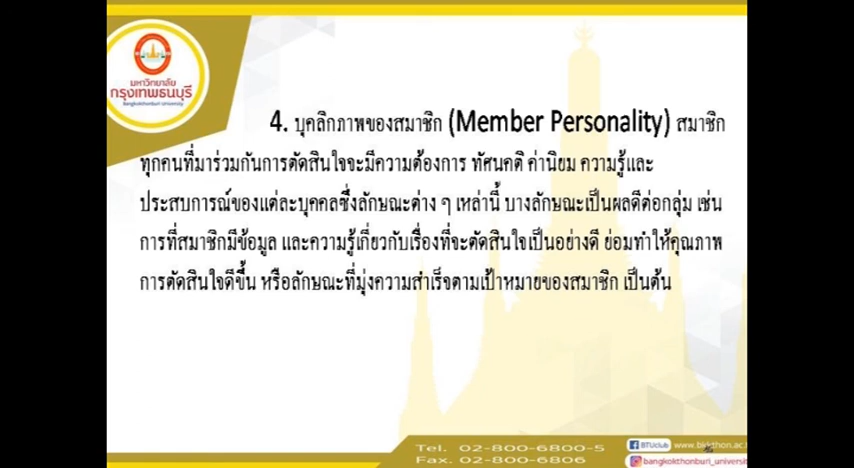 มหาวิทยาลัย
กรุงเทพธนบุรี
Bangkokthonburi University
4. บุคลิกภาพของสมาชิก (Member Personality) สมาชิก
ทุกคนที่มาร่วมกันการตัดสินใจจะมีความต้องการ ทัศนคติ ค่านิยม ความรู้และ
ประสบการณ์ของแต่ละบุคคลซึ่งลักษณะต่าง ๆ เหล่านี้ บางลักษณะเป็นผลดีต่อกลุ่ม เช่น
การที่สมาชิกมีข้อมูล และความรู้เกี่ยวกับเรื่องที่จะตัดสินใจเป็นอย่างดี ย่อมทำให้คุณภาพ
การตัดสินใจดีขึ้น หรือลักษณะที่มุ่งความสำเร็จตามเป้าหมายของสมาชิก เป็นต้น
Tel. 02-800-6800-5
Fax. 02-800-6806
BTUclub
bangkokthonburi_universit